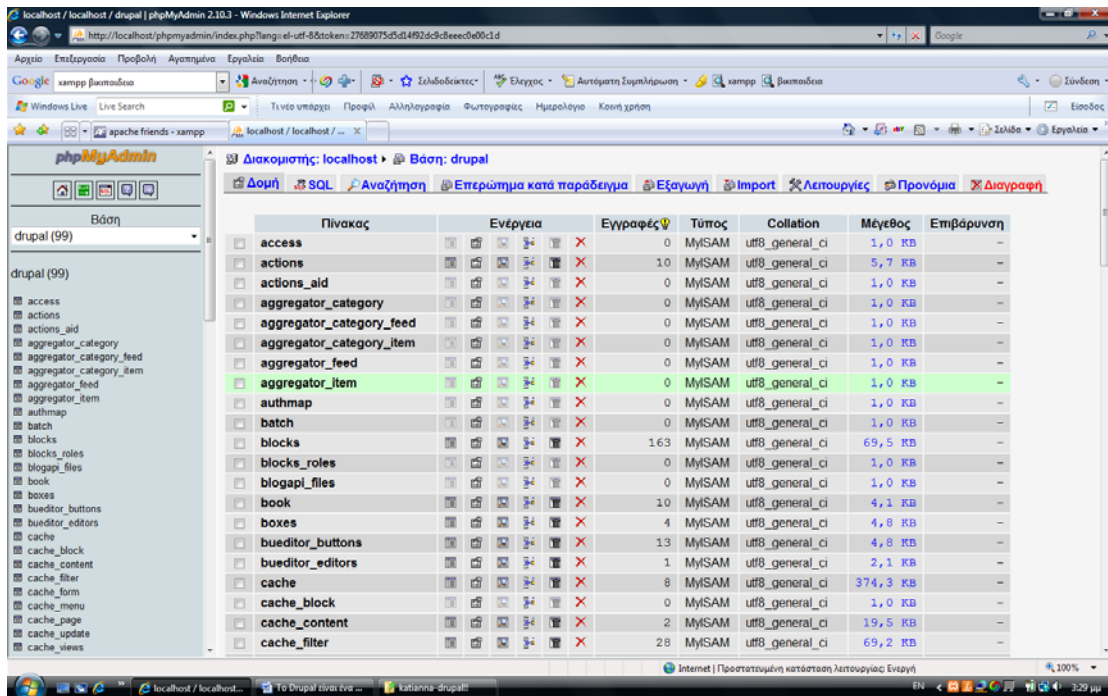 localhost / localhost / drupal | phpMyAdmin 2.10.3 - Windows Internet Explorer
Google
Αρχείο Επεξεργασία Προβολή Αγαπημένα Εργαλεία Βοήθεια
Google xampp βικιπαιδεια Αναζήτηση Σελιδοδείκτες Έλεγχος Αυτόματη Συμπλήρωση xampp βικιπαιδεια Σύνδεση
Windows Live Live Search Τι νέο υπάρχει Προφίλ Αλληλογραφία Φωτογραφίες Ημερολόγιο Κοινή χρήση Είσοδος
apache friends - xampp localhost / localhost / ... Σελίδα Εργαλεία
phpMyAdmin
Βάση
drupal (99)
drupal (99)
access
actions
actions_aid
aggregator_category
aggregator_category_feed
aggregator_category_item
aggregator_feed
aggregator_item
authmap
batch
blocks
blocks_roles
blogapi_files
book
boxes
bueditor_buttons
bueditor_editors
cache
cache_block
cache_content
cache_filter
cache_form
cache_menu
cache_page
cache_update
cache_views
Διακομιστής: localhost Βάση: drupal
Δομή SQL Αναζήτηση Επερώτημα κατά παράδειγμα Εξαγωγή Import Λειτουργίες Προνόμια Διαγραφή
Πίνακας Ενέργεια Εγγραφές Τύπος Collation Μέγεθος Επιβάρυνση
access 0 MyISAM utf8_general_ci 1,0 KB -
actions 10 MyISAM utf8_general_ci 5,7 KB -
actions_aid 0 MyISAM utf8_general_ci 1,0 KB -
aggregator_category 0 MyISAM utf8_general_ci 1,0 KB -
aggregator_category_feed 0 MyISAM utf8_general_ci 1,0 KB -
aggregator_category_item 0 MyISAM utf8_general_ci 1,0 KB -
aggregator_feed 0 MyISAM utf8_general_ci 1,0 KB -
aggregator_item 0 MyISAM utf8_general_ci 1,0 KB -
authmap 0 MyISAM utf8_general_ci 1,0 KB -
batch 0 MyISAM utf8_general_ci 1,0 KB -
blocks 163 MyISAM utf8_general_ci 69,5 KB -
blocks_roles 0 MyISAM utf8_general_ci 1,0 KB -
blogapi_files 0 MyISAM utf8_general_ci 1,0 KB -
book 10 MyISAM utf8_general_ci 4,1 KB -
boxes 4 MyISAM utf8_general_ci 4,8 KB -
bueditor_buttons 13 MyISAM utf8_general_ci 4,8 KB -
bueditor_editors 1 MyISAM utf8_general_ci 2,1 KB -
cache 8 MyISAM utf8_general_ci 374,3 KB -
cache_block 0 MyISAM utf8_general_ci 1,0 KB -
cache_content 2 MyISAM utf8_general_ci 19,5 KB -
cache_filter 28 MyISAM utf8_general_ci 69,2 KB -
Internet | Προστατευμένη κατάσταση λειτουργίας: Ενεργή 100%
localhost / localhost... Το Drupal είναι ένα ... katianna-drupal!! EN 3:29 μμ